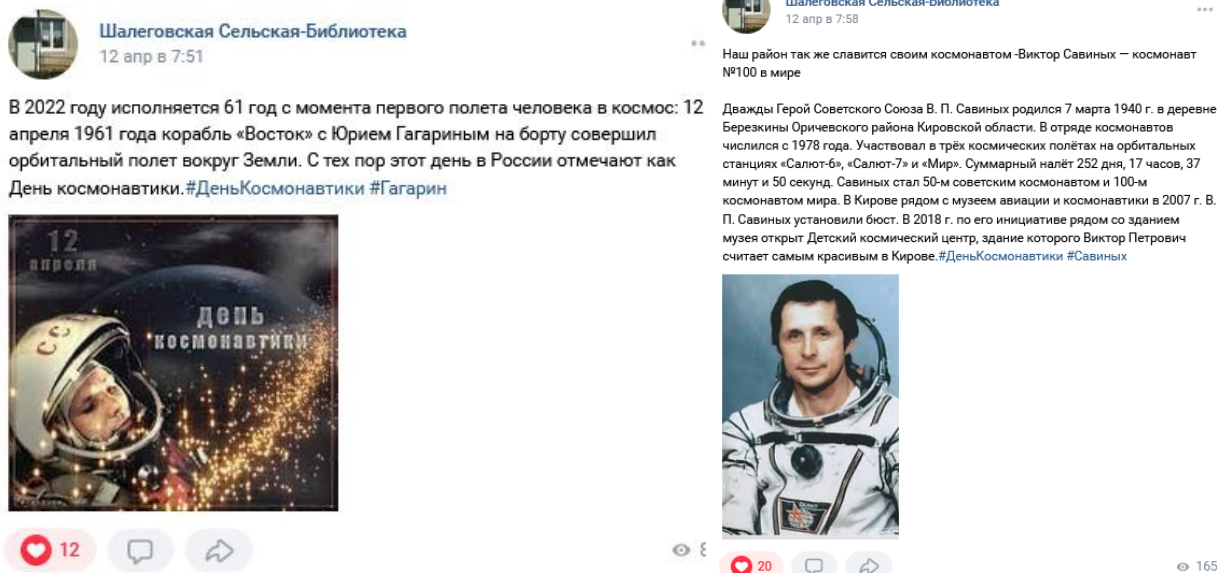 Шалеговская Сельская-Библиотека
12 апр в 7:51
В 2022 году исполняется 61 год с момента первого полета человека в космос: 12
апреля 1961 года корабль «Восток» с Юрием Гагариным на борту совершил
орбитальный полет вокруг Земли. С тех пор этот день в России отмечают как
День космонавтики.#ДеньКосмонавтики #Гагарин
12
апреля
день
космонавтики
СССР
12
Шалеговская Сельская-Библиотека
12 апр в 7:58
Наш район так же славится своим космонавтом -Виктор Савиных — космонавт
№100 в мире
Дважды Герой Советского Союза В. П. Савиных родился 7 марта 1940 г. в деревне
Березкины Оричевского района Кировской области. В отряде космонавтов
числился с 1978 года. Участвовал в трёх космических полётах на орбитальных
станциях «Салют-6», «Салют-7» и «Мир». Суммарный налёт 252 дня, 17 часов, 37
минут и 50 секунд. Савиных стал 50-м советским космонавтом и 100-м
космонавтом мира. В Кирове рядом с музеем авиации и космонавтики в 2007 г. В.
П. Савиных установили бюст. В 2018 г. по его инициативе рядом со зданием
музея открыт Детский космический центр, здание которого Виктор Петрович
считает самым красивым в Кирове.#ДеньКосмонавтики #Савиных
20
165